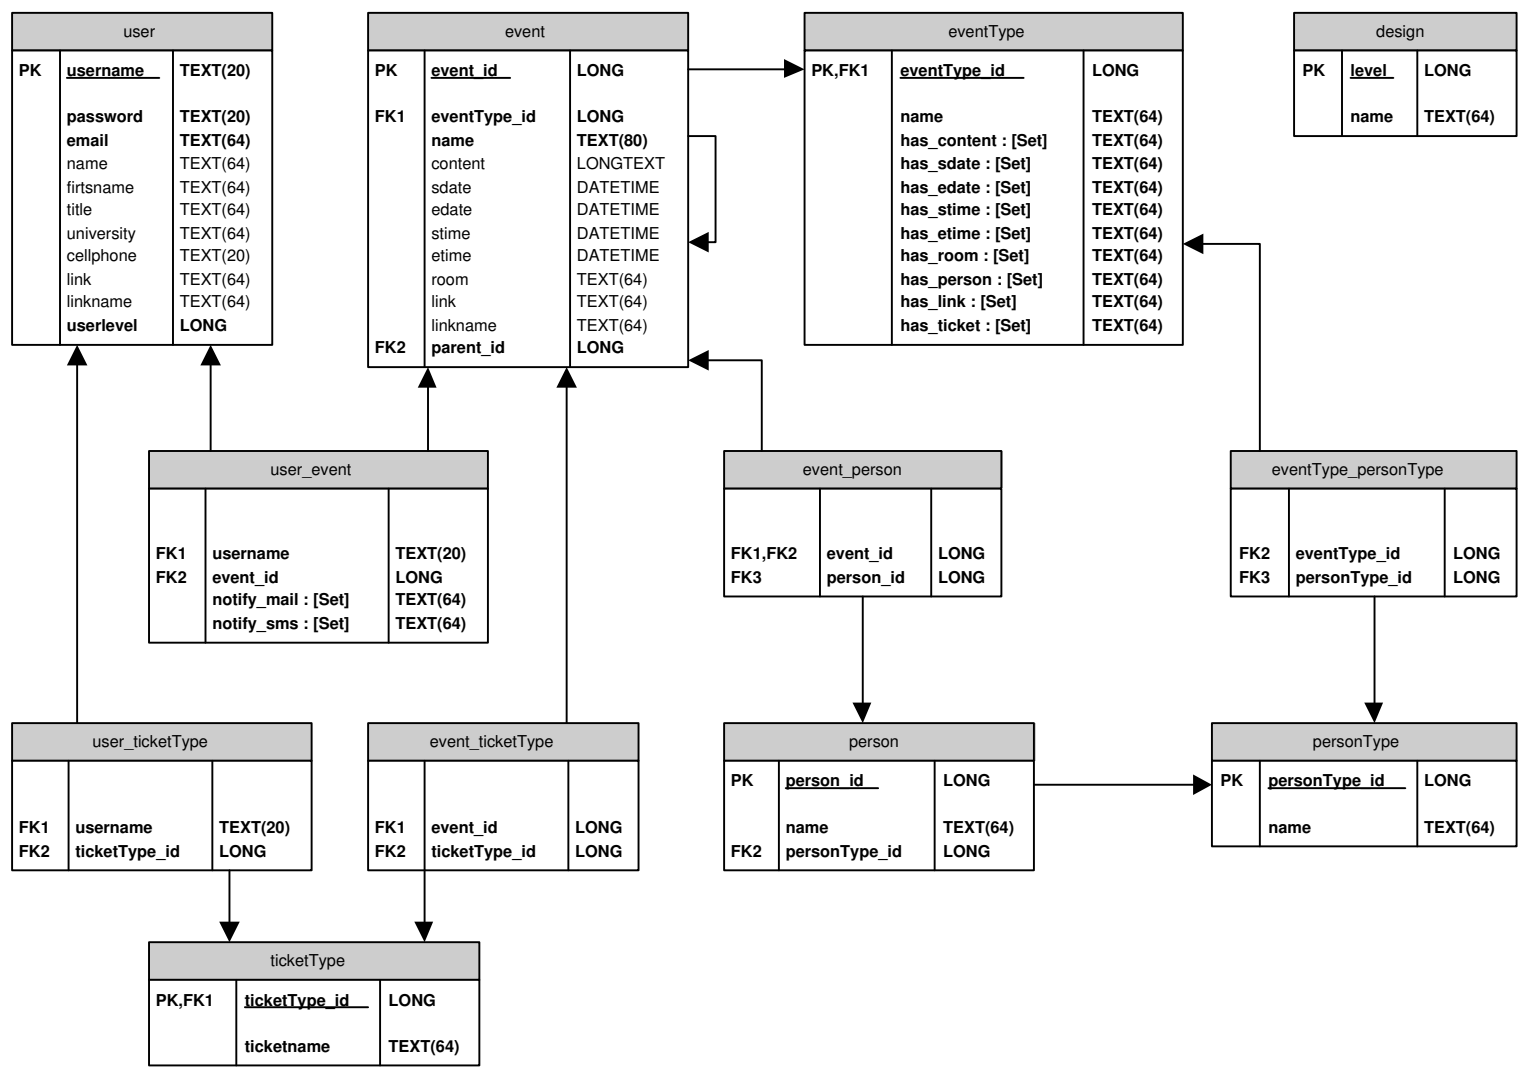 user
PK username TEXT(20)
password TEXT(20)
email TEXT(64)
name TEXT(64)
firtsname TEXT(64)
title TEXT(64)
university TEXT(64)
cellphone TEXT(20)
link TEXT(64)
linkname TEXT(64)
userlevel LONG
event
PK event_id LONG
FK1 eventType_id LONG
name TEXT(80)
content LONGTEXT
sdate DATETIME
edate DATETIME
stime DATETIME
etime DATETIME
room TEXT(64)
link TEXT(64)
linkname TEXT(64)
FK2 parent_id LONG
eventType
PK,FK1 eventType_id LONG
name TEXT(64)
has_content : [Set] TEXT(64)
has_sdate : [Set] TEXT(64)
has_edate : [Set] TEXT(64)
has_stime : [Set] TEXT(64)
has_etime : [Set] TEXT(64)
has_room : [Set] TEXT(64)
has_person : [Set] TEXT(64)
has_link : [Set] TEXT(64)
has_ticket : [Set] TEXT(64)
design
PK level LONG
name TEXT(64)
user_event
FK1 username TEXT(20)
FK2 event_id LONG
notify_mail : [Set] TEXT(64)
notify_sms : [Set] TEXT(64)
event_person
FK1,FK2 event_id LONG
FK3 person_id LONG
eventType_personType
FK2 eventType_id LONG
FK3 personType_id LONG
user_ticketType
FK1 username TEXT(20)
FK2 ticketType_id LONG
event_ticketType
FK1 event_id LONG
FK2 ticketType_id LONG
person
PK person_id LONG
name TEXT(64)
FK2 personType_id LONG
personType
PK personType_id LONG
name TEXT(64)
ticketType
PK,FK1 ticketType_id LONG
ticketname TEXT(64)